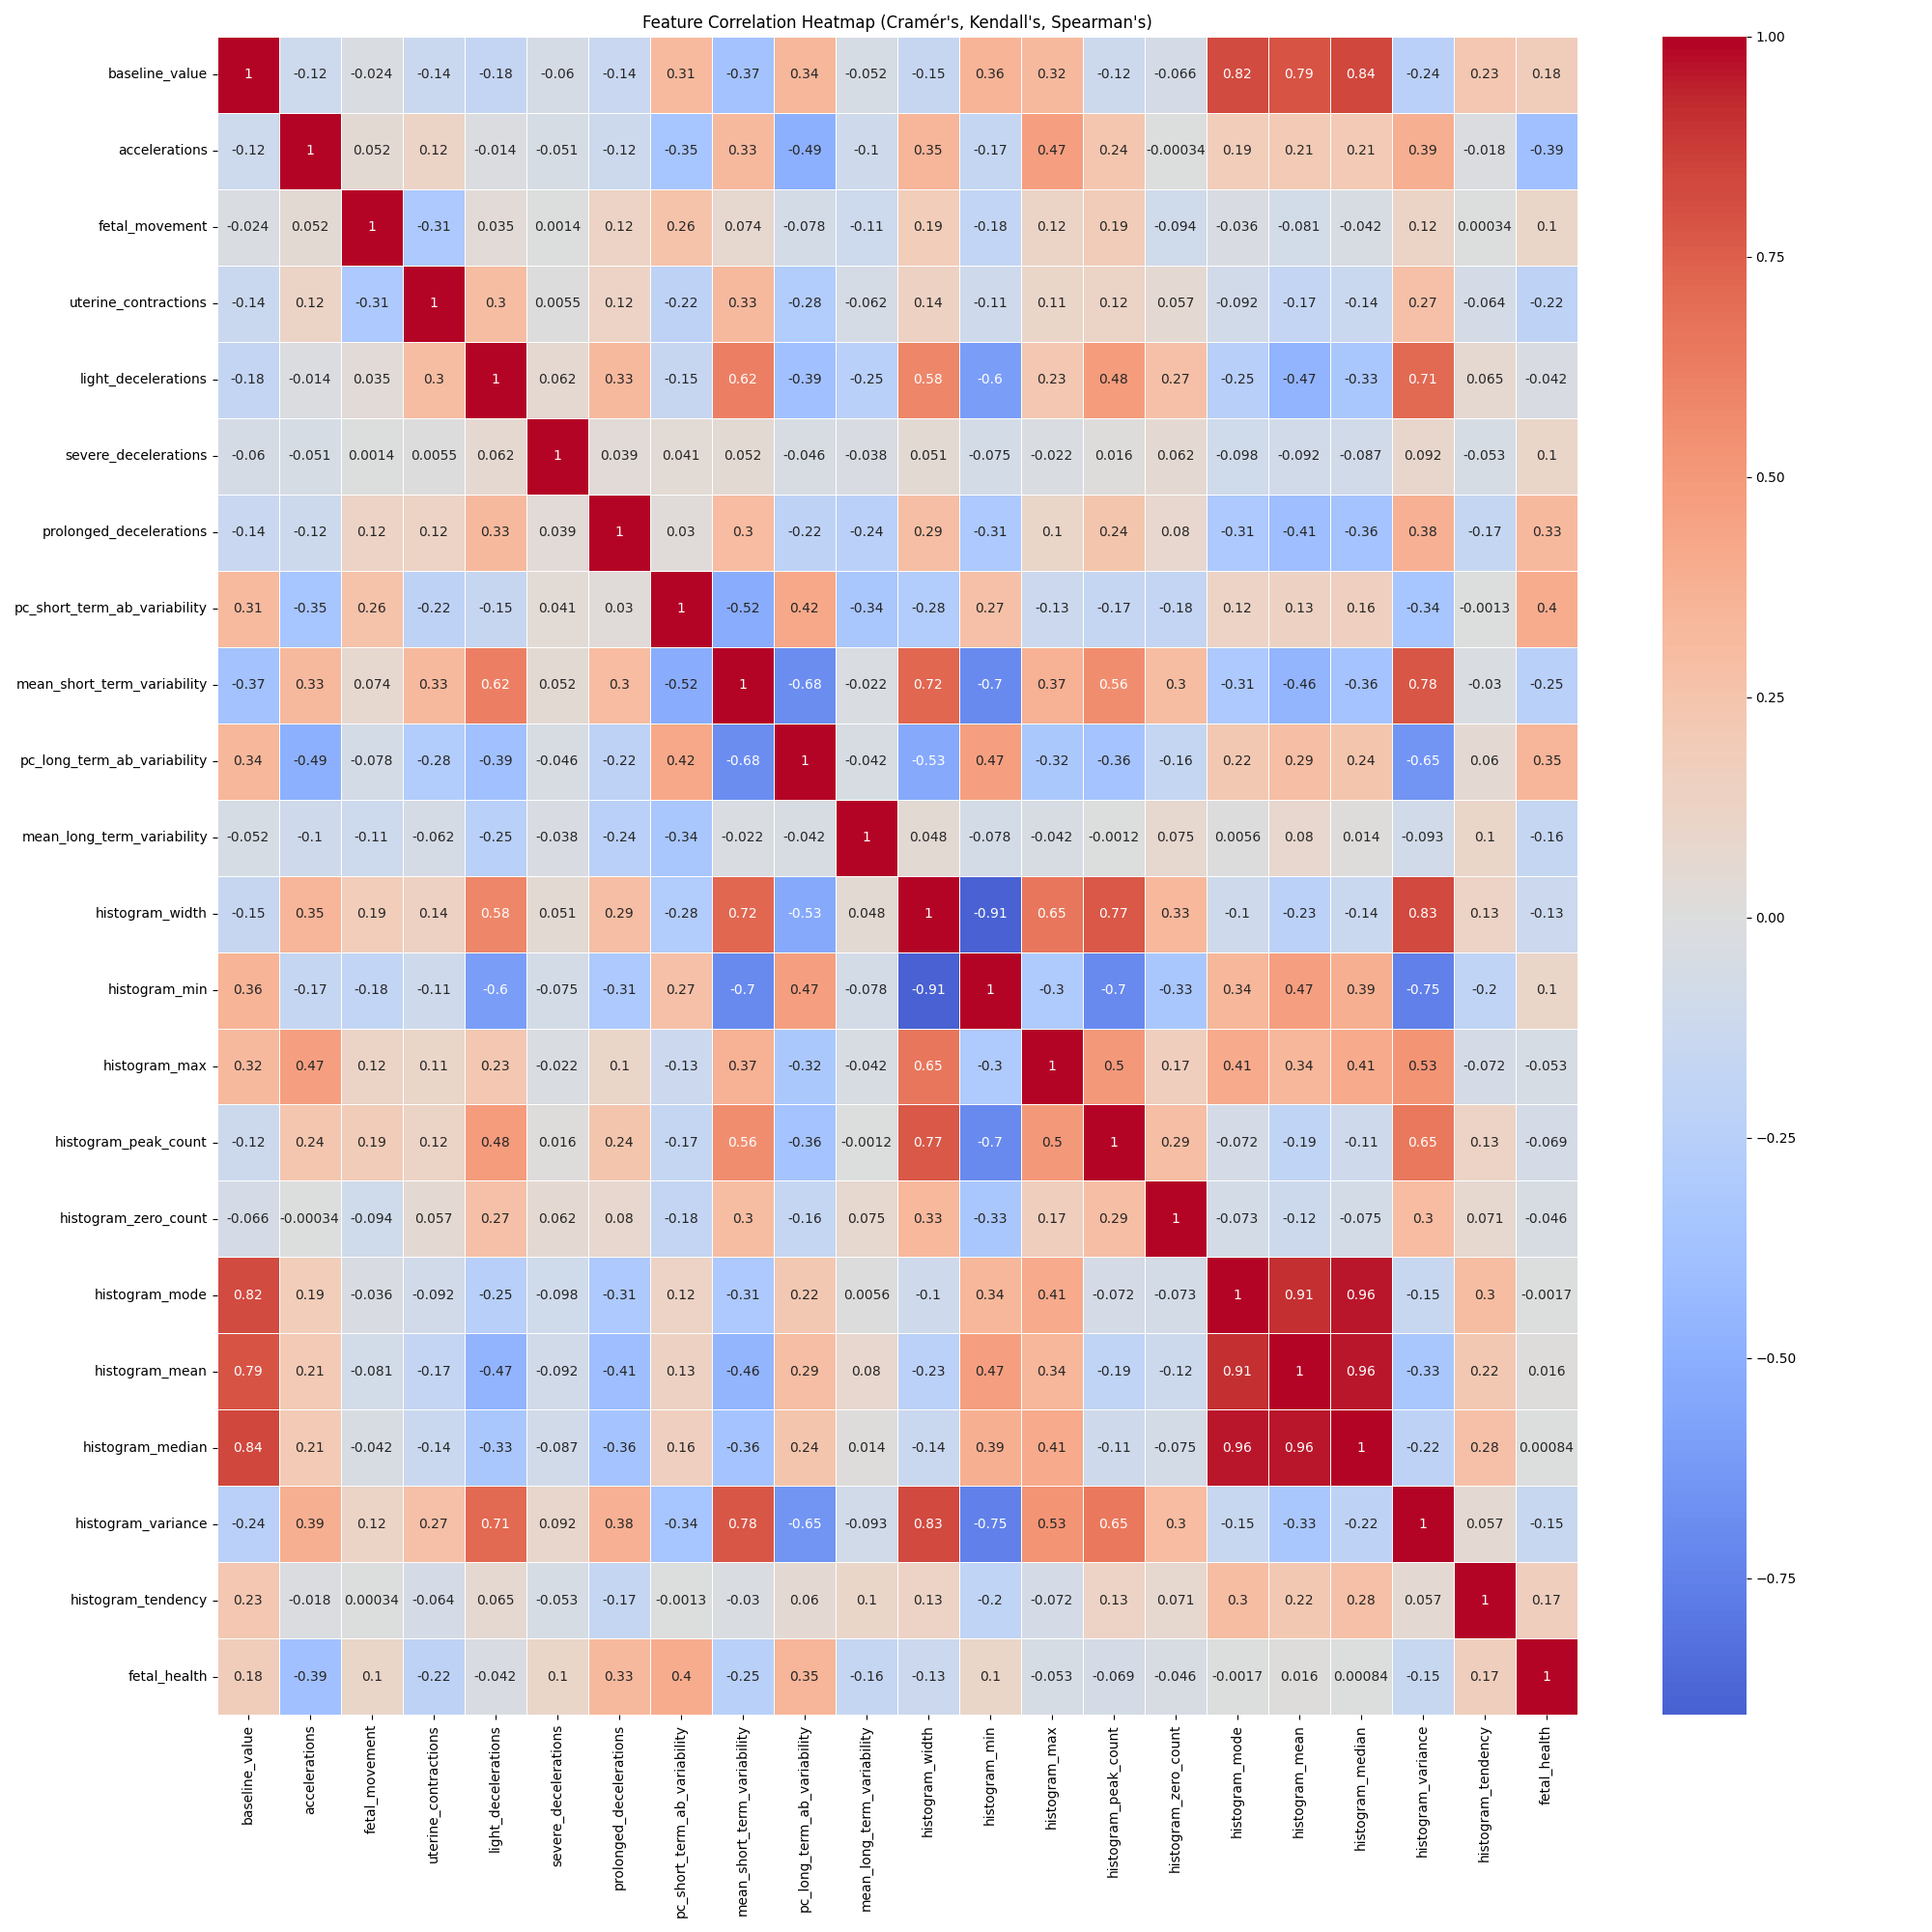 Feature Correlation Heatmap (Cramér's, Kendall's, Spearman's)
baseline_value 1 -0.12 -0.024 -0.14 -0.18 -0.06 -0.14 0.31 -0.37 0.34 -0.052 -0.15 0.36 0.32 -0.12 -0.066 0.82 0.79 0.84 -0.24 0.23 0.18
accelerations -0.12 1 0.052 0.12 -0.014 -0.051 -0.12 -0.35 0.33 -0.49 -0.1 0.35 -0.17 0.47 0.24 -0.00034 0.19 0.21 0.21 0.39 -0.018 -0.39
fetal_movement -0.024 0.052 1 -0.31 0.035 0.0014 0.12 0.26 0.074 -0.078 -0.11 0.19 -0.18 0.12 0.19 -0.094 -0.036 -0.081 -0.042 0.12 0.00034 0.1
uterine_contractions -0.14 0.12 -0.31 1 0.3 0.0055 0.12 -0.22 0.33 -0.28 -0.062 0.14 -0.11 0.11 0.12 0.057 -0.092 -0.17 -0.14 0.27 -0.064 -0.22
light_decelerations -0.18 -0.014 0.035 0.3 1 0.062 0.33 -0.15 0.62 -0.39 -0.25 0.58 -0.6 0.23 0.48 0.27 -0.25 -0.47 -0.33 0.71 0.065 -0.042
severe_decelerations -0.06 -0.051 0.0014 0.0055 0.062 1 0.039 0.041 0.052 -0.046 -0.038 0.051 -0.075 -0.022 0.016 0.062 -0.098 -0.092 -0.087 0.092 -0.053 0.1
prolonged_decelerations -0.14 -0.12 0.12 0.12 0.33 0.039 1 0.03 0.3 -0.22 -0.24 0.29 -0.31 0.1 0.24 0.08 -0.31 -0.41 -0.36 0.38 -0.17 0.33
pc_short_term_ab_variability 0.31 -0.35 0.26 -0.22 -0.15 0.041 0.03 1 -0.52 0.42 -0.34 -0.28 0.27 -0.13 -0.17 -0.18 0.12 0.13 0.16 -0.34 -0.0013 0.4
mean_short_term_variability -0.37 0.33 0.074 0.33 0.62 0.052 0.3 -0.52 1 -0.68 -0.022 0.72 -0.7 0.37 0.56 0.3 -0.31 -0.46 -0.36 0.78 -0.03 -0.25
pc_long_term_ab_variability 0.34 -0.49 -0.078 -0.28 -0.39 -0.046 -0.22 0.42 -0.68 1 -0.042 -0.53 0.47 -0.32 -0.36 -0.16 0.22 0.29 0.24 -0.65 0.06 0.35
mean_long_term_variability -0.052 -0.1 -0.11 -0.062 -0.25 -0.038 -0.24 -0.34 -0.022 -0.042 1 0.048 -0.078 -0.042 -0.0012 0.075 0.0056 0.08 0.014 -0.093 0.1 -0.16
histogram_width -0.15 0.35 0.19 0.14 0.58 0.051 0.29 -0.28 0.72 -0.53 0.048 1 -0.91 0.65 0.77 0.33 -0.1 -0.23 -0.14 0.83 0.13 -0.13
histogram_min 0.36 -0.17 -0.18 -0.11 -0.6 -0.075 -0.31 0.27 -0.7 0.47 -0.078 -0.91 1 -0.3 -0.7 -0.33 0.34 0.47 0.39 -0.75 -0.2 0.1
histogram_max 0.32 0.47 0.12 0.11 0.23 -0.022 0.1 -0.13 0.37 -0.32 -0.042 0.65 -0.3 1 0.5 0.17 0.41 0.34 0.41 0.53 -0.072 -0.053
histogram_peak_count -0.12 0.24 0.19 0.12 0.48 0.016 0.24 -0.17 0.56 -0.36 -0.0012 0.77 -0.7 0.5 1 0.29 -0.072 -0.19 -0.11 0.65 0.13 -0.069
histogram_zero_count -0.066 -0.00034 -0.094 0.057 0.27 0.062 0.08 -0.18 0.3 -0.16 0.075 0.33 -0.33 0.17 0.29 1 -0.073 -0.12 -0.075 0.3 0.071 -0.046
histogram_mode 0.82 0.19 -0.036 -0.092 -0.25 -0.098 -0.31 0.12 -0.31 0.22 0.0056 -0.1 0.34 0.41 -0.072 -0.073 1 0.91 0.96 -0.15 0.3 -0.0017
histogram_mean 0.79 0.21 -0.081 -0.17 -0.47 -0.092 -0.41 0.13 -0.46 0.29 0.08 -0.23 0.47 0.34 -0.19 -0.12 0.91 1 0.96 -0.33 0.22 0.016
histogram_median 0.84 0.21 -0.042 -0.14 -0.33 -0.087 -0.36 0.16 -0.36 0.24 0.014 -0.14 0.39 0.41 -0.11 -0.075 0.96 0.96 1 -0.22 0.28 0.00084
histogram_variance -0.24 0.39 0.12 0.27 0.71 0.092 0.38 -0.34 0.78 -0.65 -0.093 0.83 -0.75 0.53 0.65 0.3 -0.15 -0.33 -0.22 1 0.057 -0.15
histogram_tendency 0.23 -0.018 0.00034 -0.064 0.065 -0.053 -0.17 -0.0013 -0.03 0.06 0.1 0.13 -0.2 -0.072 0.13 0.071 0.3 0.22 0.28 0.057 1 0.17
fetal_health 0.18 -0.39 0.1 -0.22 -0.042 0.1 0.33 0.4 -0.25 0.35 -0.16 -0.13 0.1 -0.053 -0.069 -0.046 -0.0017 0.016 0.00084 -0.15 0.17 1
baseline_value
accelerations
fetal_movement
uterine_contractions
light_decelerations
severe_decelerations
prolonged_decelerations
pc_short_term_ab_variability
mean_short_term_variability
pc_long_term_ab_variability
mean_long_term_variability
histogram_width
histogram_min
histogram_max
histogram_peak_count
histogram_zero_count
histogram_mode
histogram_mean
histogram_median
histogram_variance
histogram_tendency
fetal_health
1.00
0.75
0.50
0.25
0.00
−0.25
−0.50
−0.75